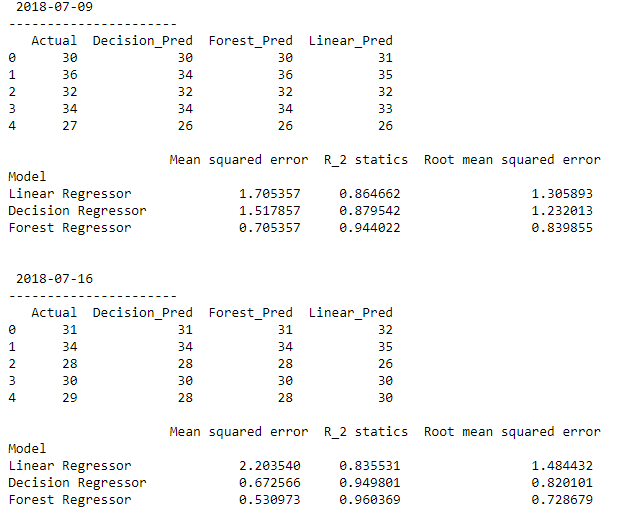 2018-07-09
----------------------
Actual Decision_Pred Forest_Pred Linear_Pred
0 30 30 30 31
1 36 34 36 35
2 32 32 32 32
3 34 34 34 33
4 27 26 26 26
Mean squared error R_2 statics Root mean squared error
Model
Linear Regressor 1.705357 0.864662 1.305893
Decision Regressor 1.517857 0.879542 1.232013
Forest Regressor 0.705357 0.944022 0.839855
2018-07-16
----------------------
Actual Decision_Pred Forest_Pred Linear_Pred
0 31 31 31 32
1 34 34 34 35
2 28 28 28 26
3 30 30 30 30
4 29 28 28 30
Mean squared error R_2 statics Root mean squared error
Model
Linear Regressor 2.203540 0.835531 1.484432
Decision Regressor 0.672566 0.949801 0.820101
Forest Regressor 0.530973 0.960369 0.728679